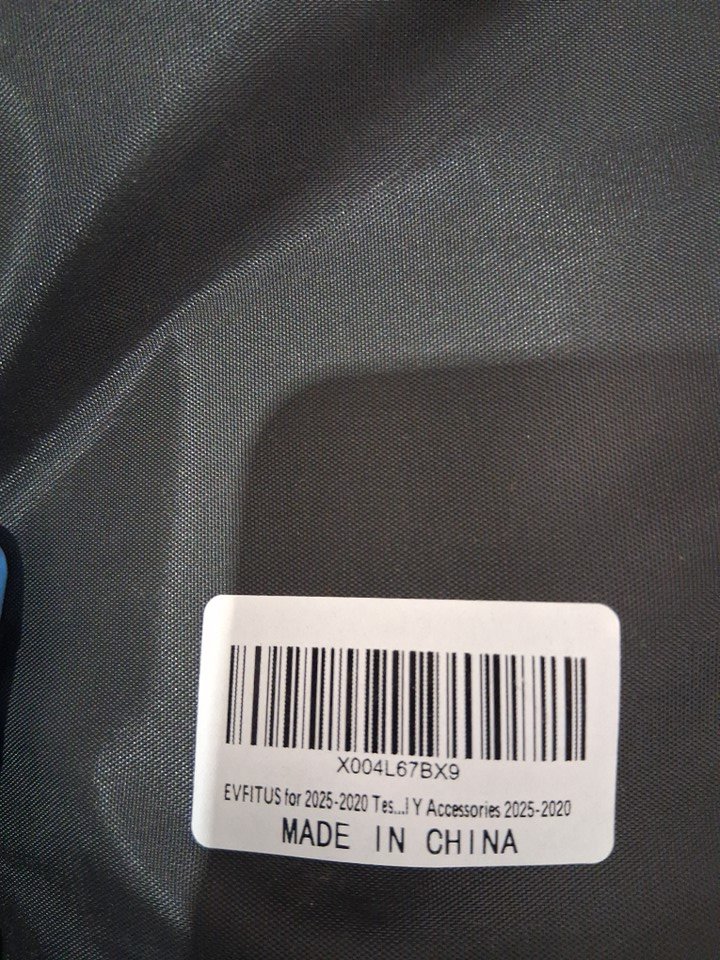 X004L67BX9
EVFITUS for 2025-2020 Tes...l Y Accessories 2025-2020
MADE IN CHINA